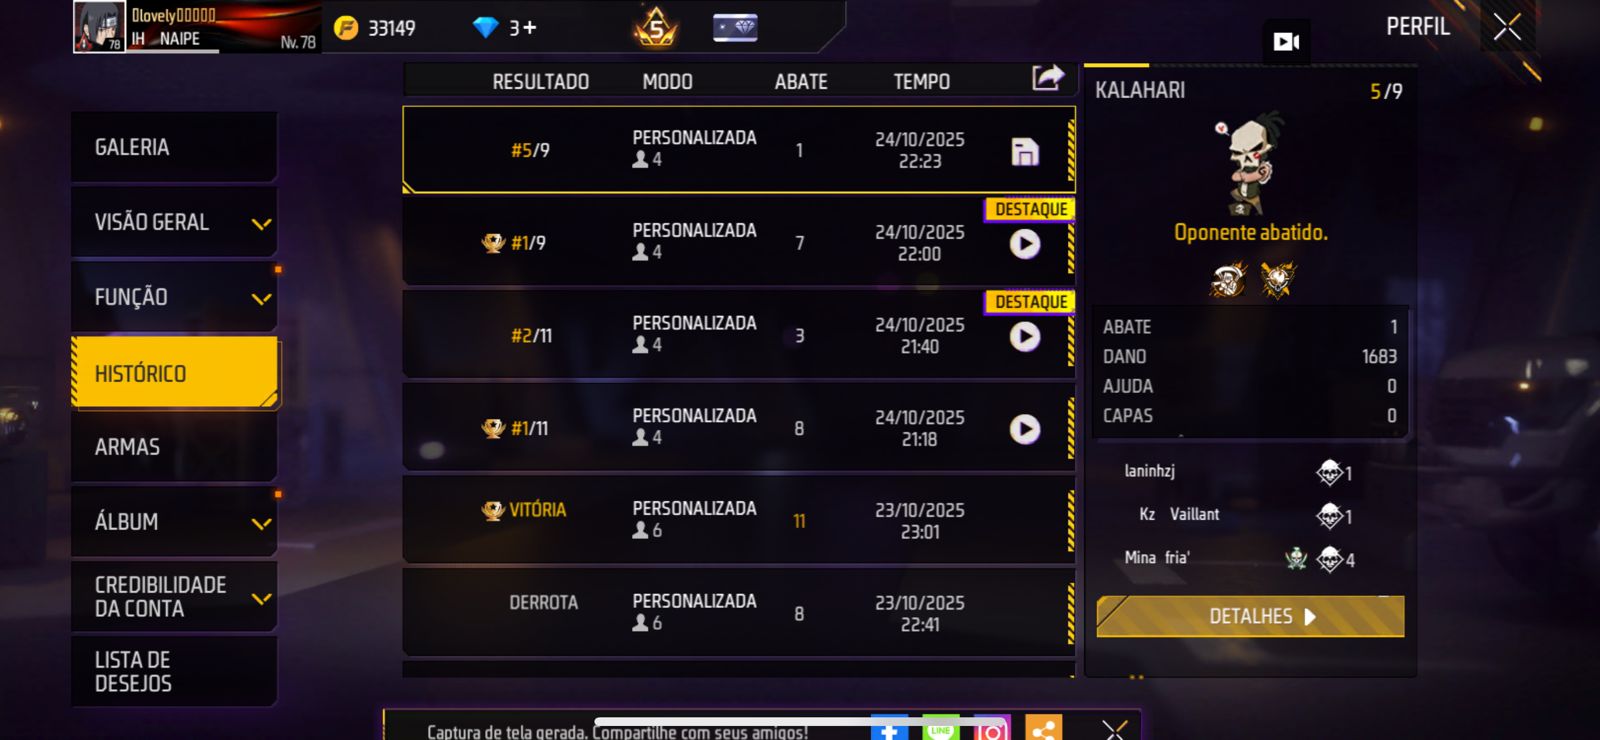 lovely
IH NAIPE
78
Nv. 78
33149
3+
5
PERFIL
GALERIA
VISÃO GERAL
FUNÇÃO
HISTÓRICO
ARMAS
ÁLBUM
CREDIBILIDADE
DA CONTA
LISTA DE
DESEJOS
RESULTADO MODO ABATE TEMPO
#5/9 PERSONALIZADA 4 1 24/10/2025 22:23
DESTAQUE
#1/9 PERSONALIZADA 4 7 24/10/2025 22:00
DESTAQUE
#2/11 PERSONALIZADA 4 3 24/10/2025 21:40
#1/11 PERSONALIZADA 4 8 24/10/2025 21:18
VITÓRIA PERSONALIZADA 6 11 23/10/2025 23:01
DERROTA PERSONALIZADA 6 8 23/10/2025 22:41
KALAHARI 5/9
Oponente abatido.
ABATE 1
DANO 1683
AJUDA 0
CAPAS 0
laninhzj 1
Kz Vaillant 1
Mina fria' 4
DETALHES
Captura de tela gerada. Compartilhe com seus amigos!
LINE